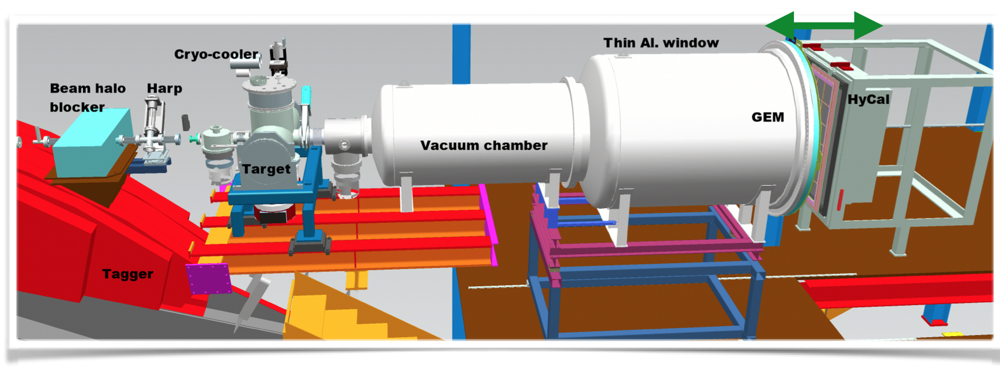 Thin Al. window
Cryo-cooler
Beam halo
blocker
Harp
HyCal
GEM
Vacuum chamber
Target
Tagger